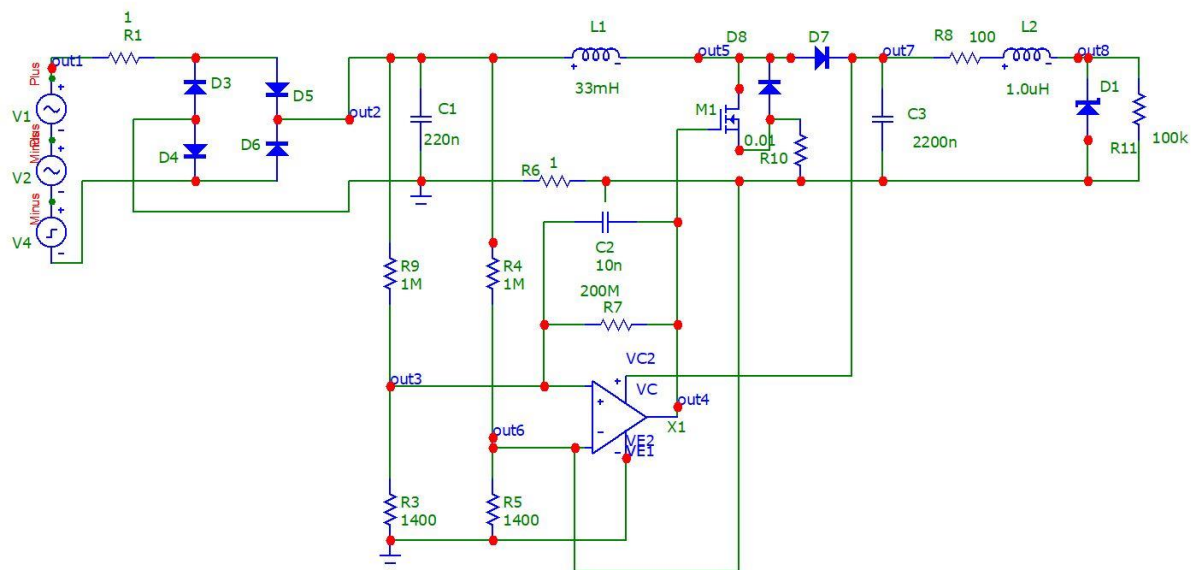 1
R1
out1
Plus
V1
Minus
V2
Minus
V4
D3
D5
D4
D6
out2
C1
220n
L1
33mH
out5
D8
D7
out7
R8
100
L2
1.0uH
out8
D1
R11
100k
M1
0.01
R10
C3
2200n
R6
1
C2
10n
200M
R7
R9
1M
R4
1M
out3
out6
VC2
VC
out4
X1
VE2
VE1
R3
1400
R5
1400